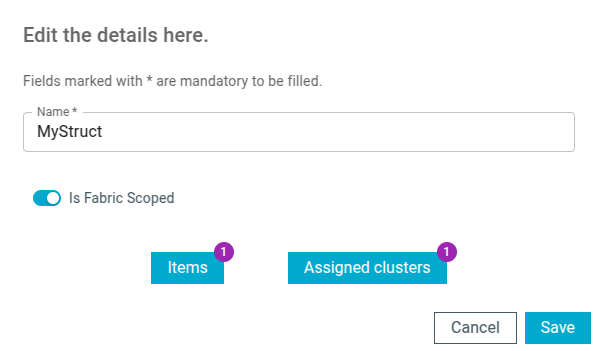 Edit the details here.
Fields marked with * are mandatory to be filled.
Name *
MyStruct
Is Fabric Scoped
Items 1
Assigned clusters 1
Cancel
Save